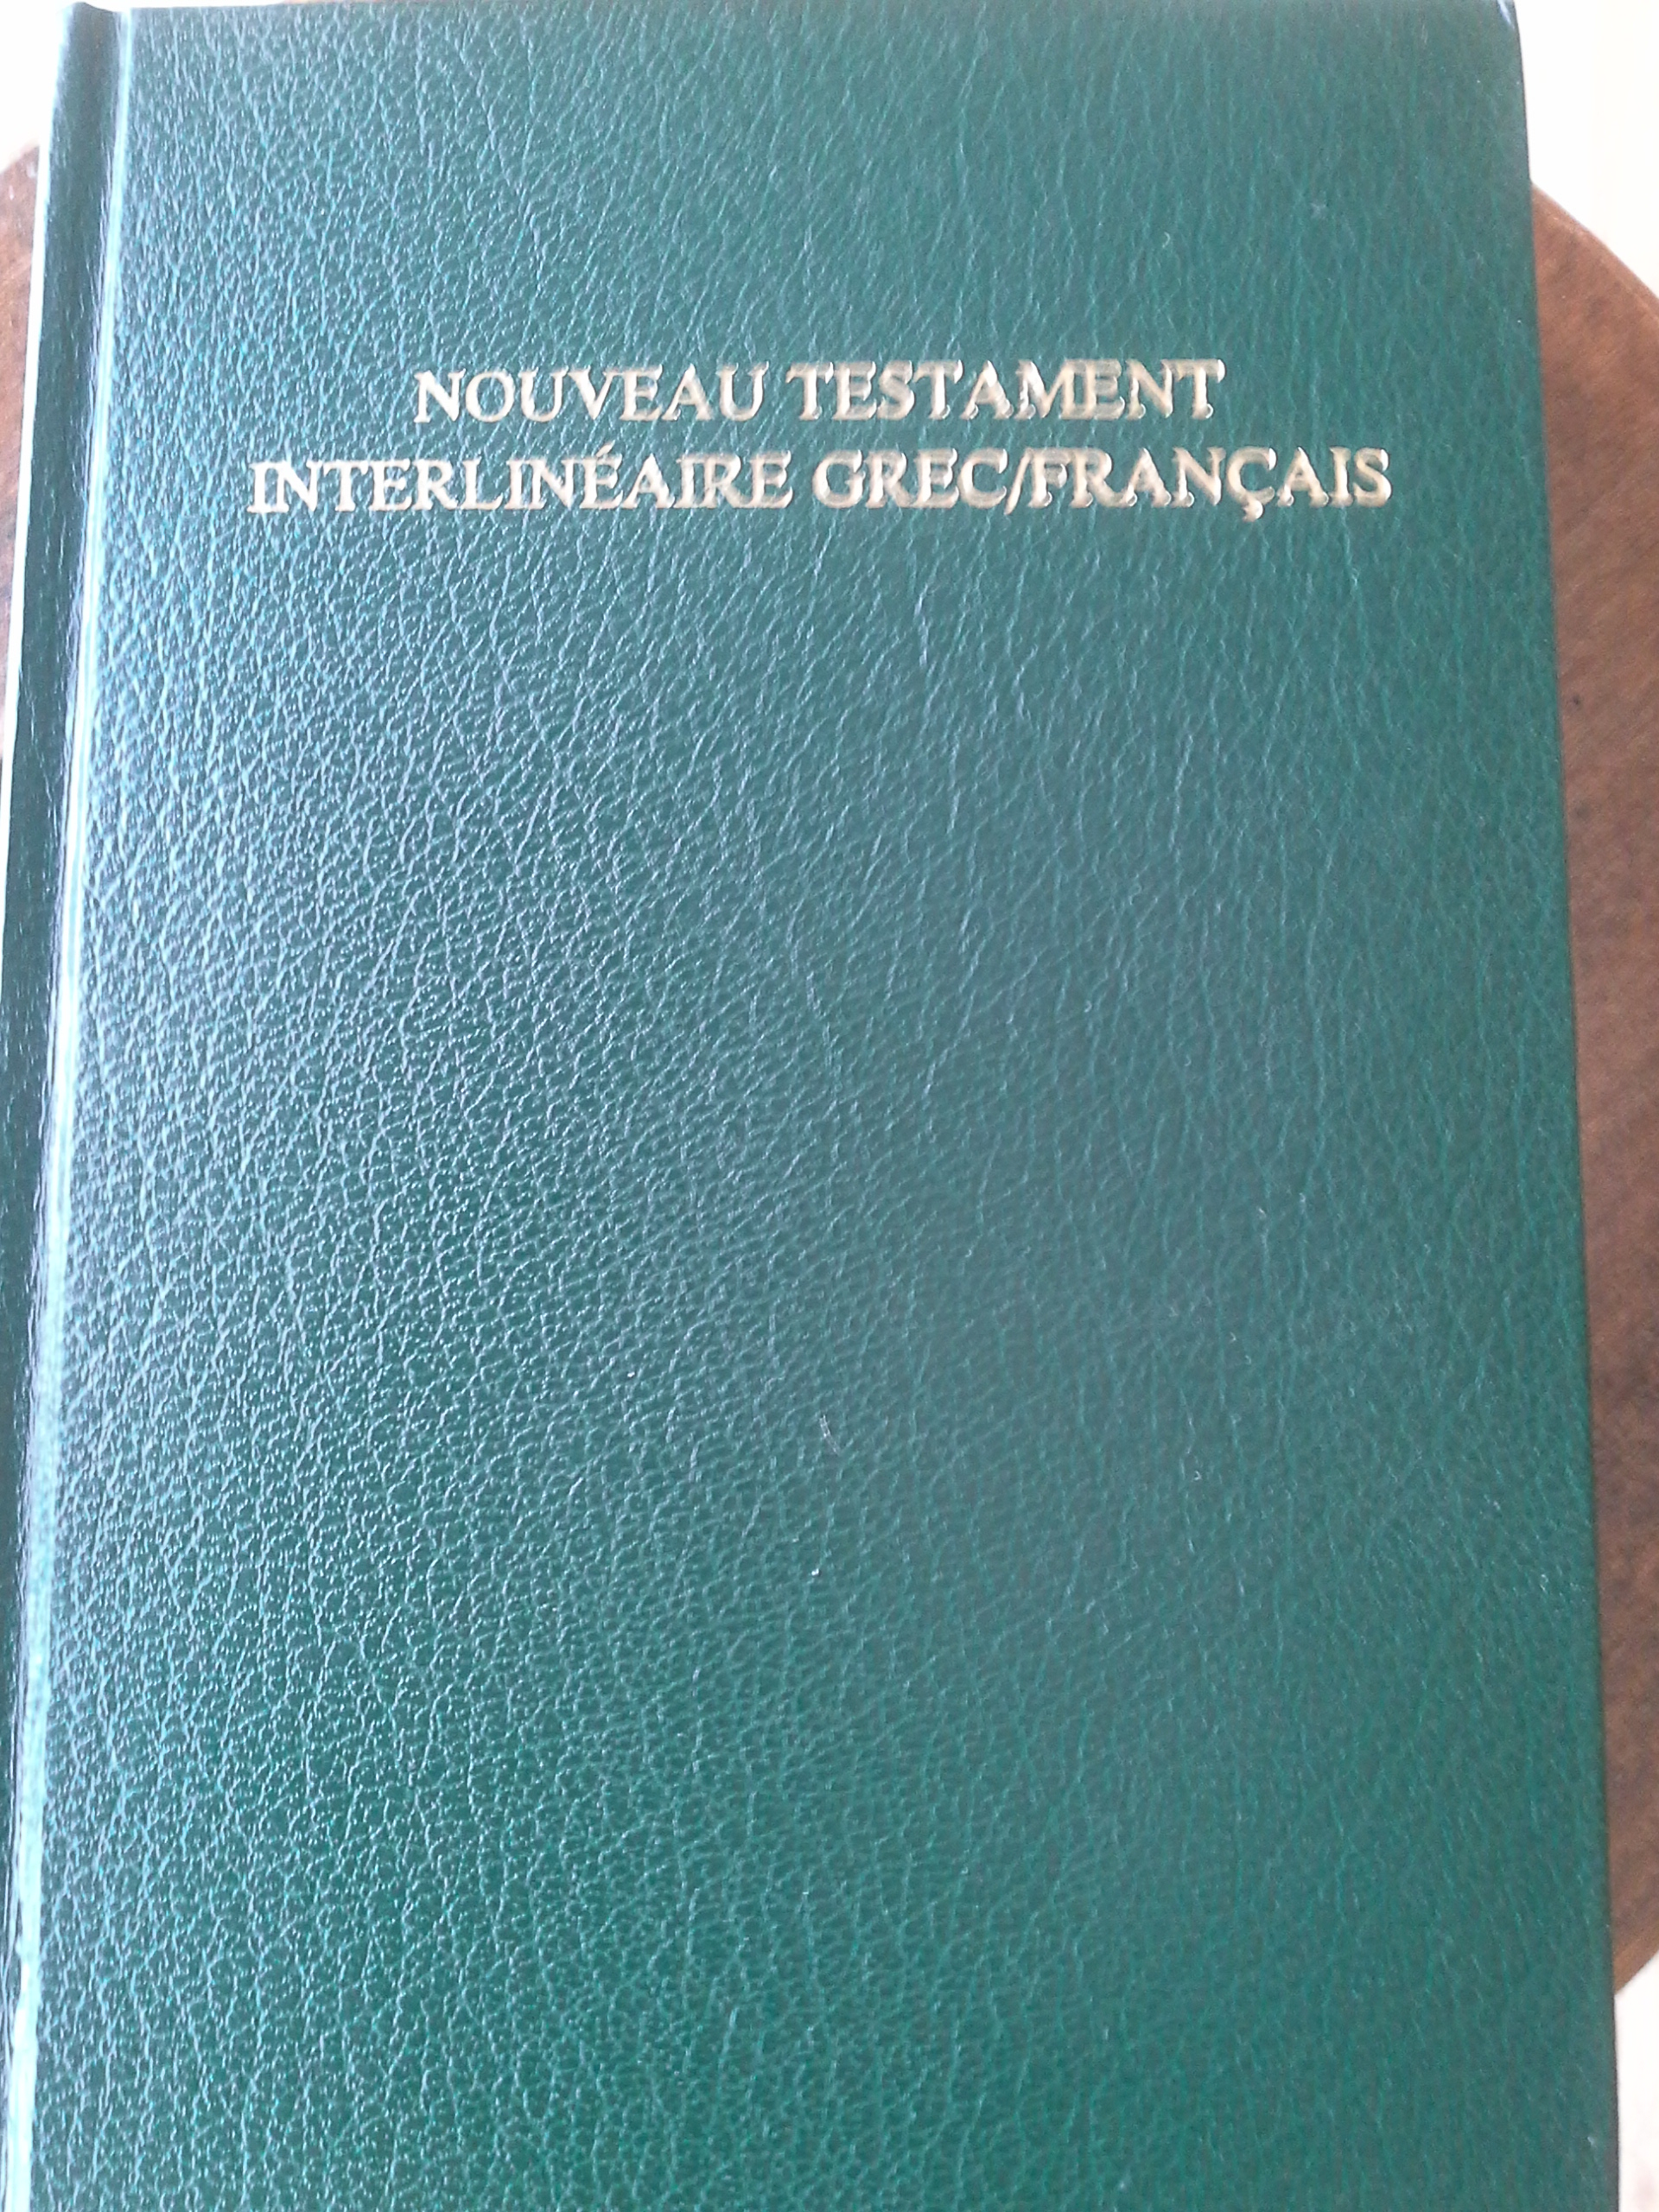 NOUVEAU TESTAMENT
INTERLINÉAIRE GREC/FRANÇAIS